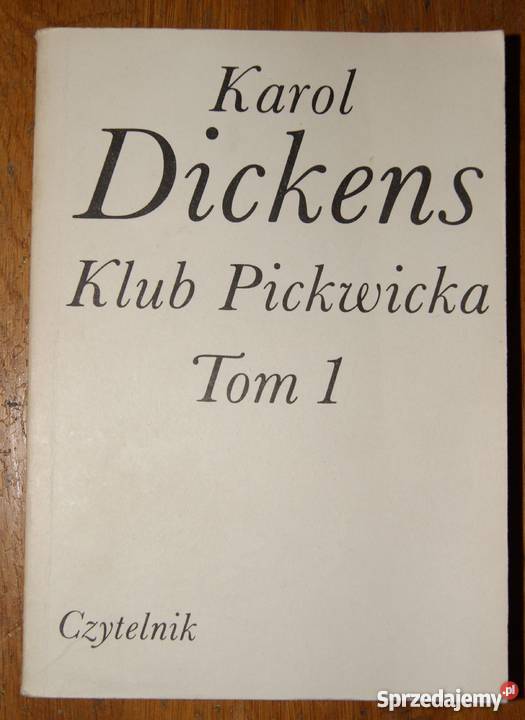 Karol
Dickens
Klub Pickwicka
Tom 1
Czytelnik
Sprzedajemy.pl